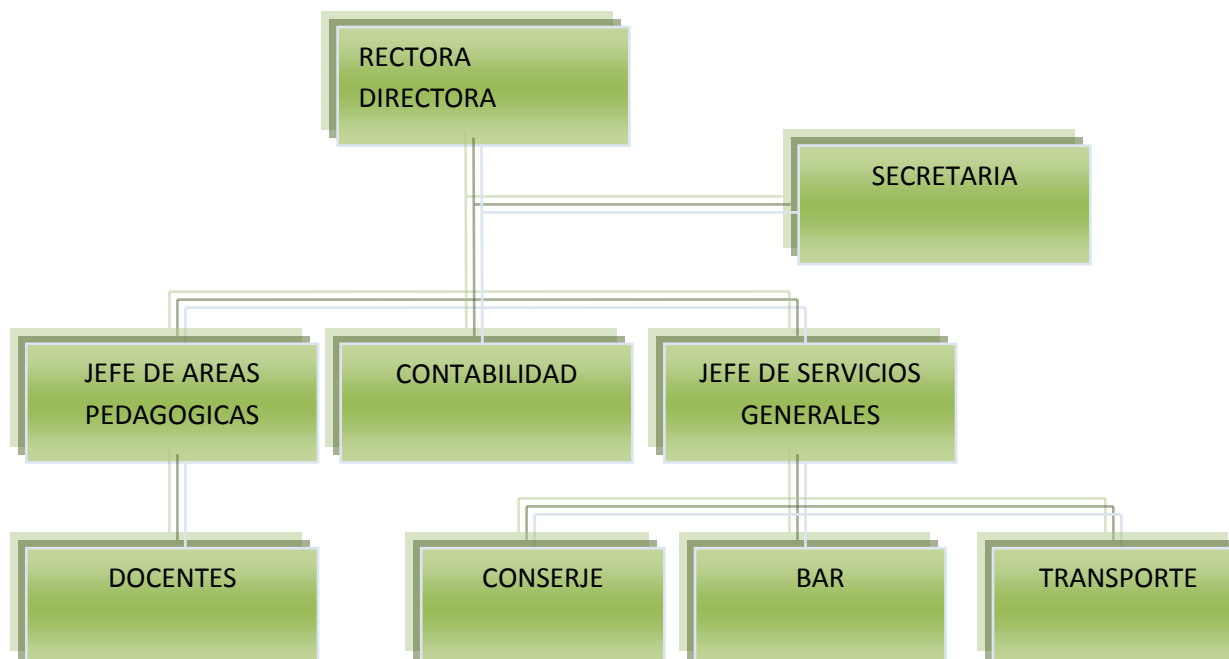 RECTORA
DIRECTORA
SECRETARIA
JEFE DE AREAS
PEDAGOGICAS
CONTABILIDAD
JEFE DE SERVICIOS
GENERALES
DOCENTES
CONSERJE
BAR
TRANSPORTE